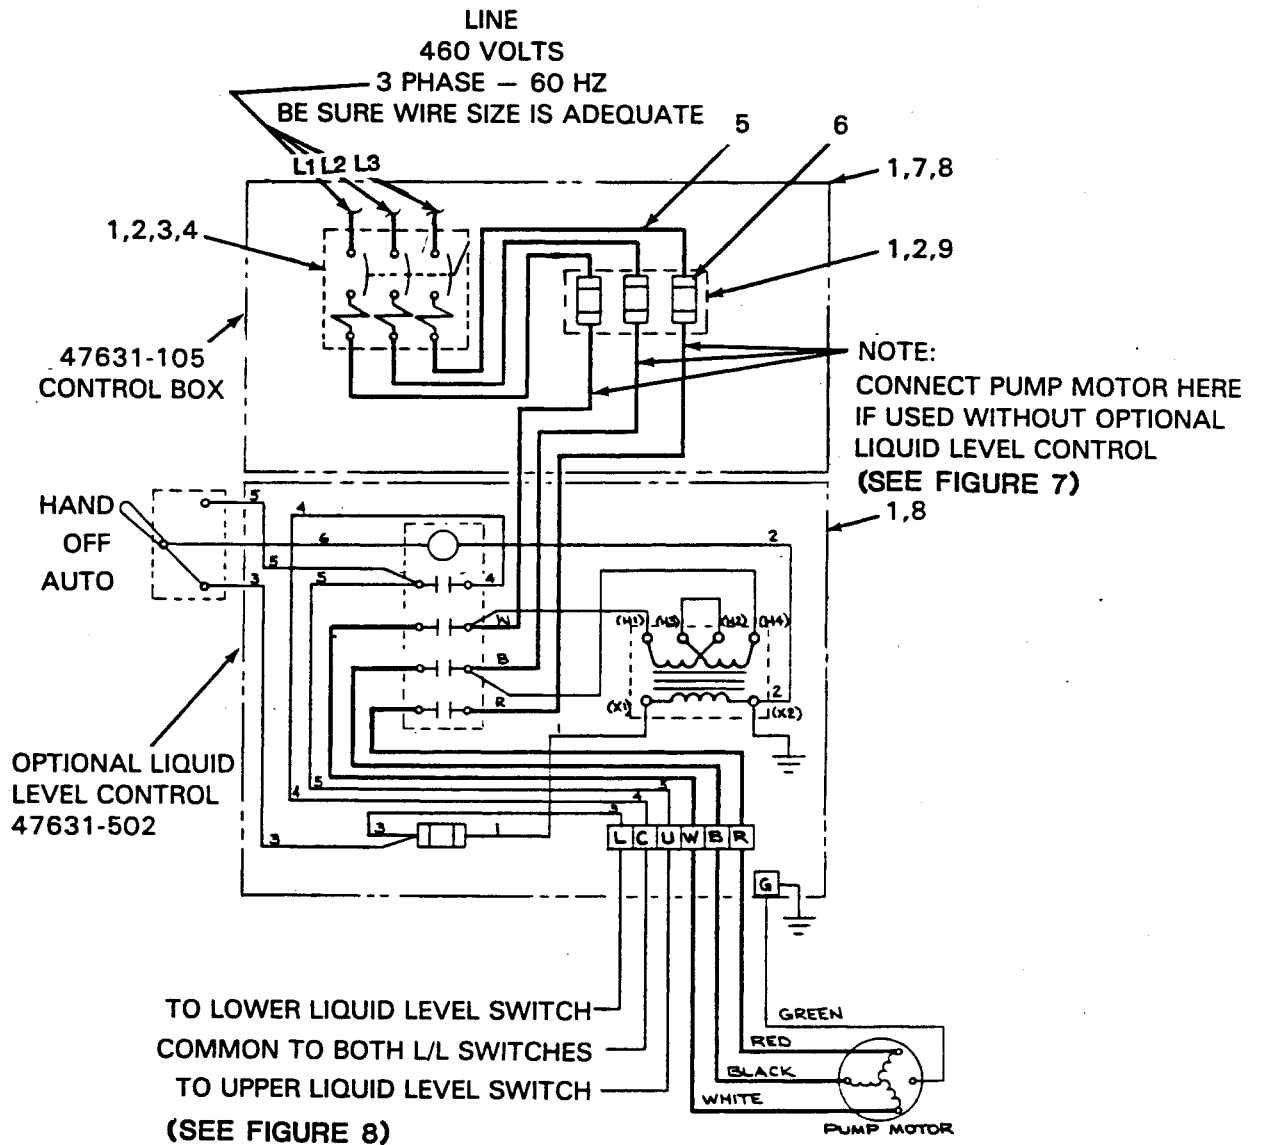 LINE
460 VOLTS
3 PHASE — 60 HZ
BE SURE WIRE SIZE IS ADEQUATE
5
6
L1 L2 L3
1,7,8
1,2,3,4
1,2,9
47631-105
CONTROL BOX
NOTE:
CONNECT PUMP MOTOR HERE
IF USED WITHOUT OPTIONAL
LIQUID LEVEL CONTROL
(SEE FIGURE 7)
1,8
HAND
OFF
AUTO
5
4
6
2
5
5
4
3
W
(H1)
(H3)
(H2)
(H4)
B
R
2
(X1)
(X2)
OPTIONAL LIQUID
LEVEL CONTROL
47631-502
5
5
4
4
3
3
1
3
L C U W B R
G
TO LOWER LIQUID LEVEL SWITCH
COMMON TO BOTH L/L SWITCHES
TO UPPER LIQUID LEVEL SWITCH
(SEE FIGURE 8)
GREEN
RED
BLACK
WHITE
PUMP MOTOR